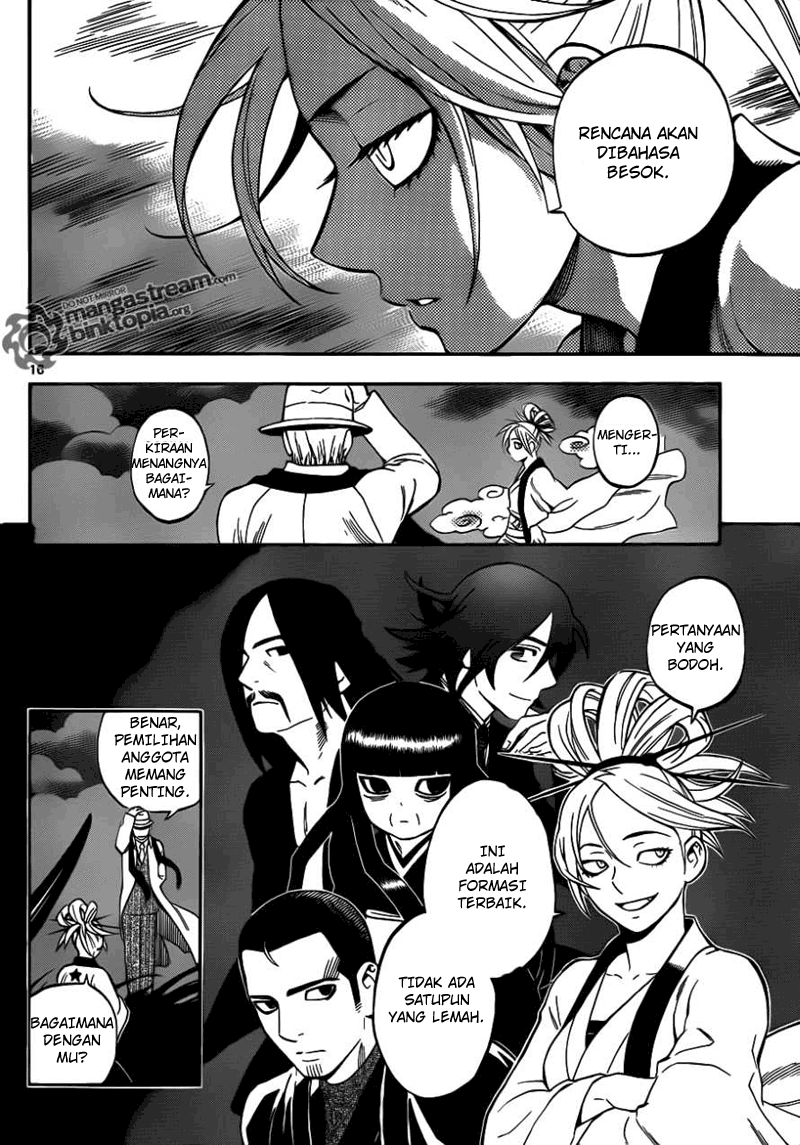 RENCANA AKAN
DIBAHASA
BESOK.
DO NOT MIRROR
mangastream.com
binktopia.org
16
MENGER-
TI...
PER-
KIRAAN
MENANGNYA
BAGAI-
MANA?
PERTANYAAN
YANG
BODOH.
INI
ADALAH
FORMASI
TERBAIK.
TIDAK ADA
SATUPUN
YANG LEMAH.
BENAR,
PEMILIHAN
ANGGOTA
MEMANG
PENTING.
BAGAIMANA
DENGAN
MU?